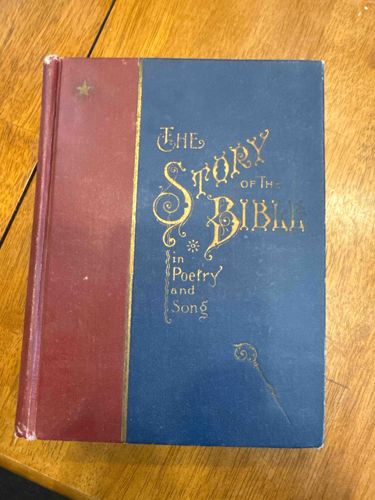 THE
STORY
OF THE
BIBLE
in
Poetry
and
Song